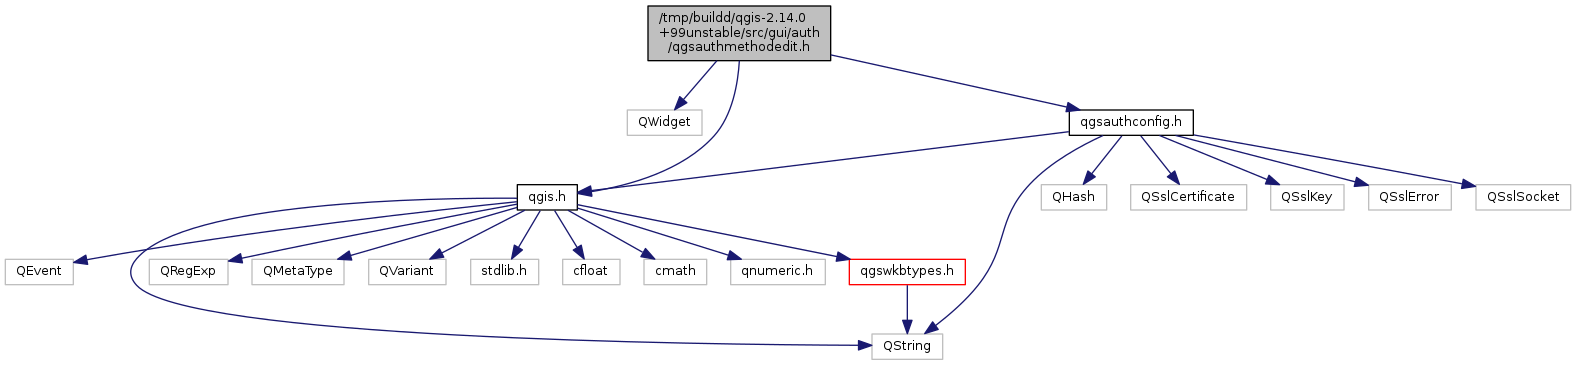 /tmp/buildd/qgis-2.14.0
+99unstable/src/gui/auth
/qgsauthmethodedit.h
QWidget
qgsauthconfig.h
qgis.h
QHash
QSslCertificate
QSslKey
QSslError
QSslSocket
QEvent
QRegExp
QMetaType
QVariant
stdlib.h
cfloat
cmath
qnumeric.h
qgswkbtypes.h
QString